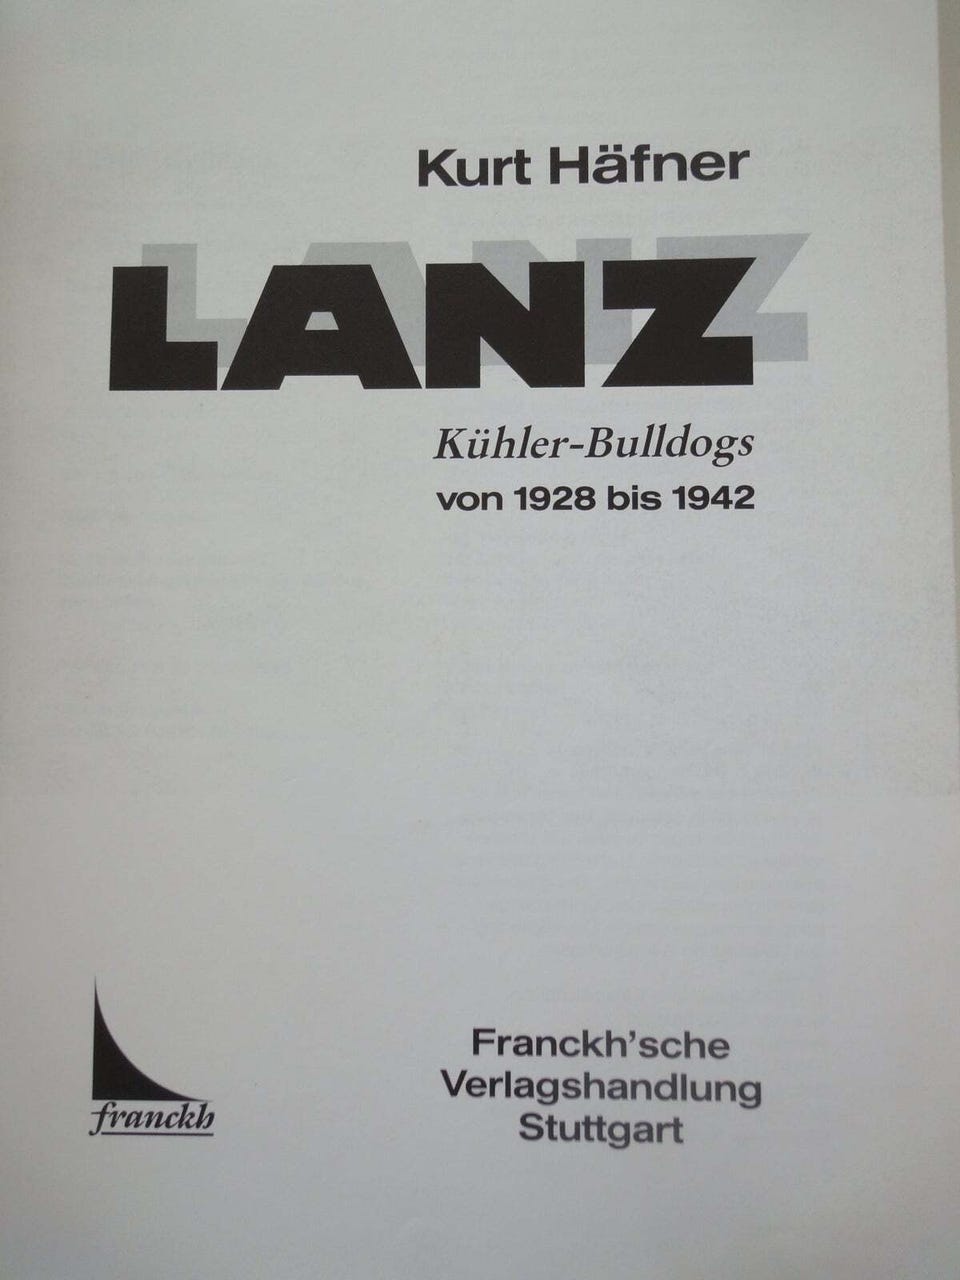 Kurt Häfner
LANZ
Kühler-Bulldogs
von 1928 bis 1942
franckh
Franckh’sche
Verlagshandlung
Stuttgart